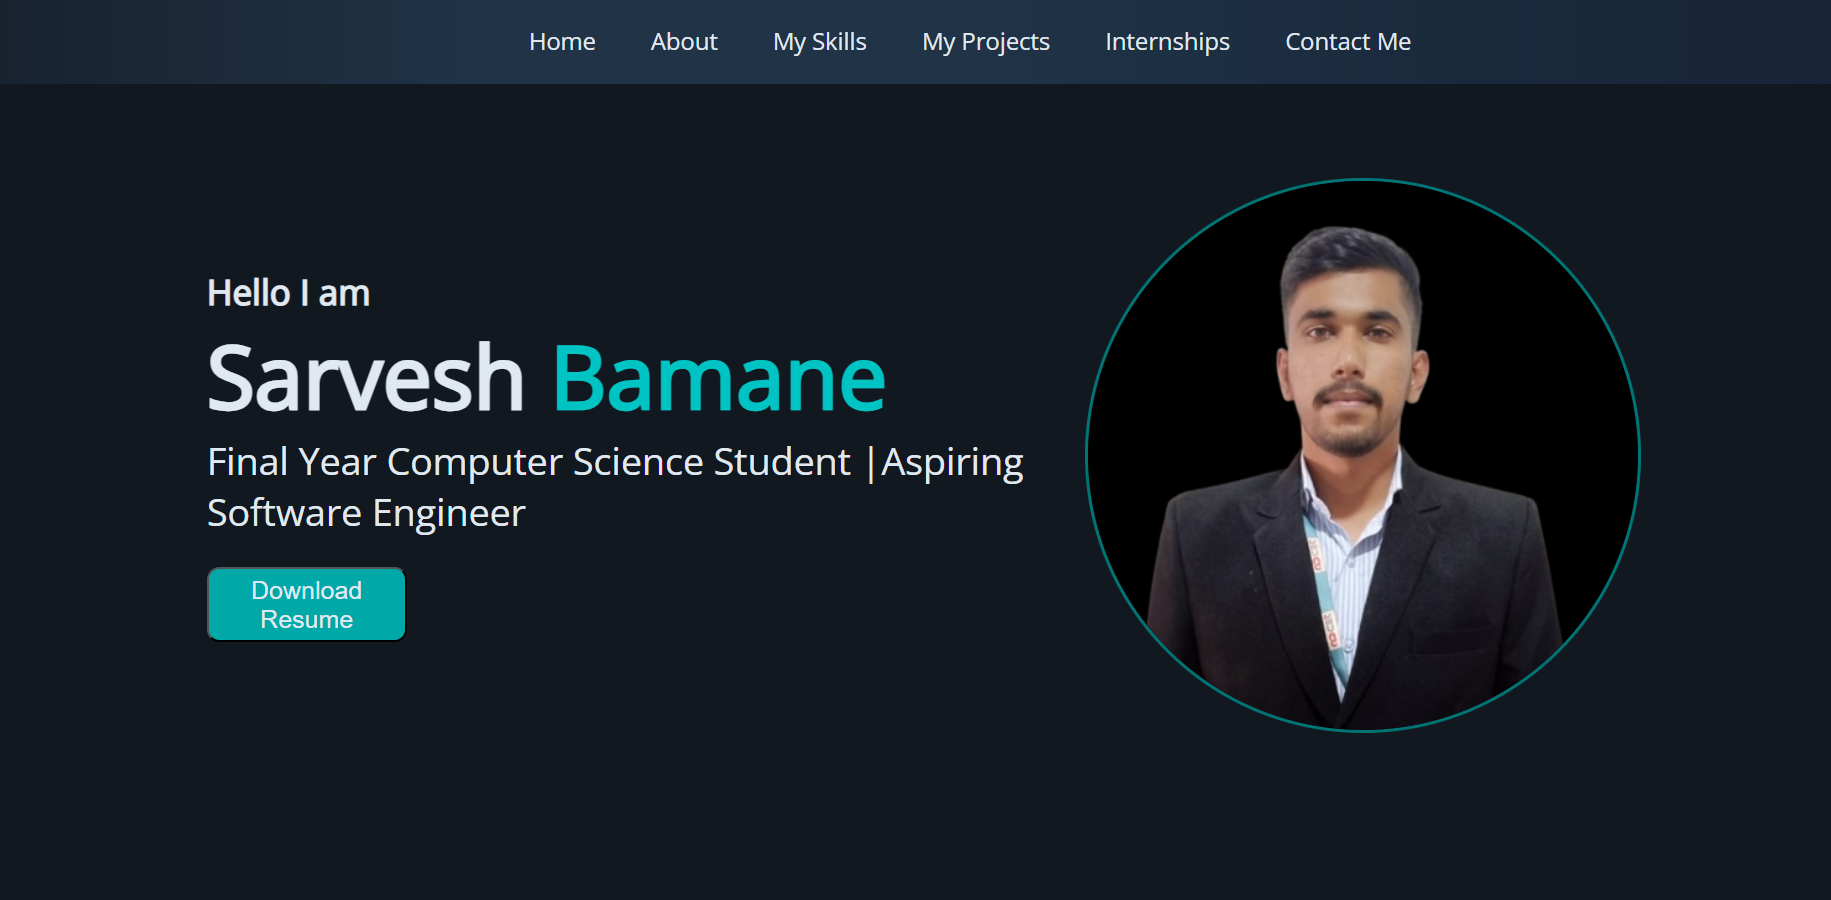 Home About My Skills My Projects Internships Contact Me
Hello I am
Sarvesh Bamane
Final Year Computer Science Student |Aspiring
Software Engineer
Download
Resume